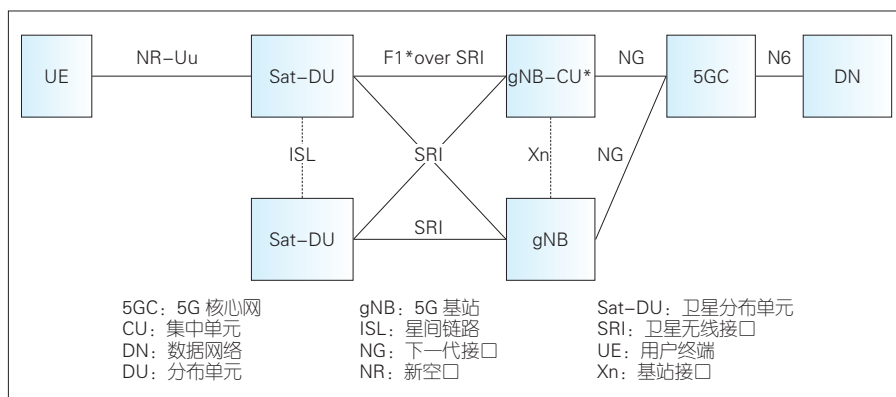 UE
NR-Uu
Sat-DU
F1*over SRI
gNB-CU*
NG
5GC
N6
DN
ISL
SRI
Xn
NG
Sat-DU
SRI
gNB
5GC：5G 核心网
CU：集中单元
DN：数据网络
DU：分布单元
gNB：5G 基站
ISL：星间链路
NG：下一代接口
NR：新空口
Sat-DU：卫星分布单元
SRI：卫星无线接口
UE：用户终端
Xn：基站接口